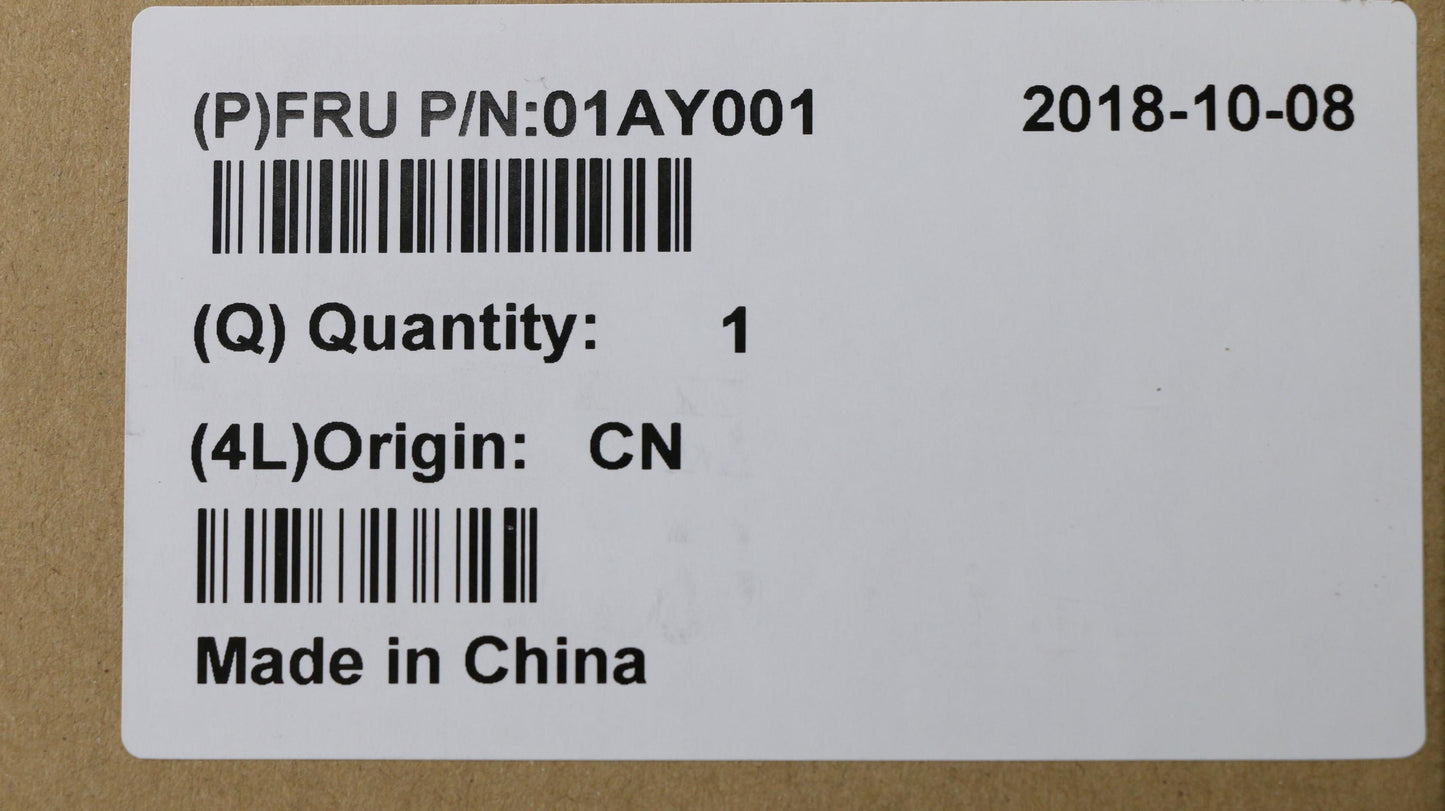 (P)FRU P/N:01AY001 2018-10-08
(Q) Quantity: 1
(4L)Origin: CN
Made in China